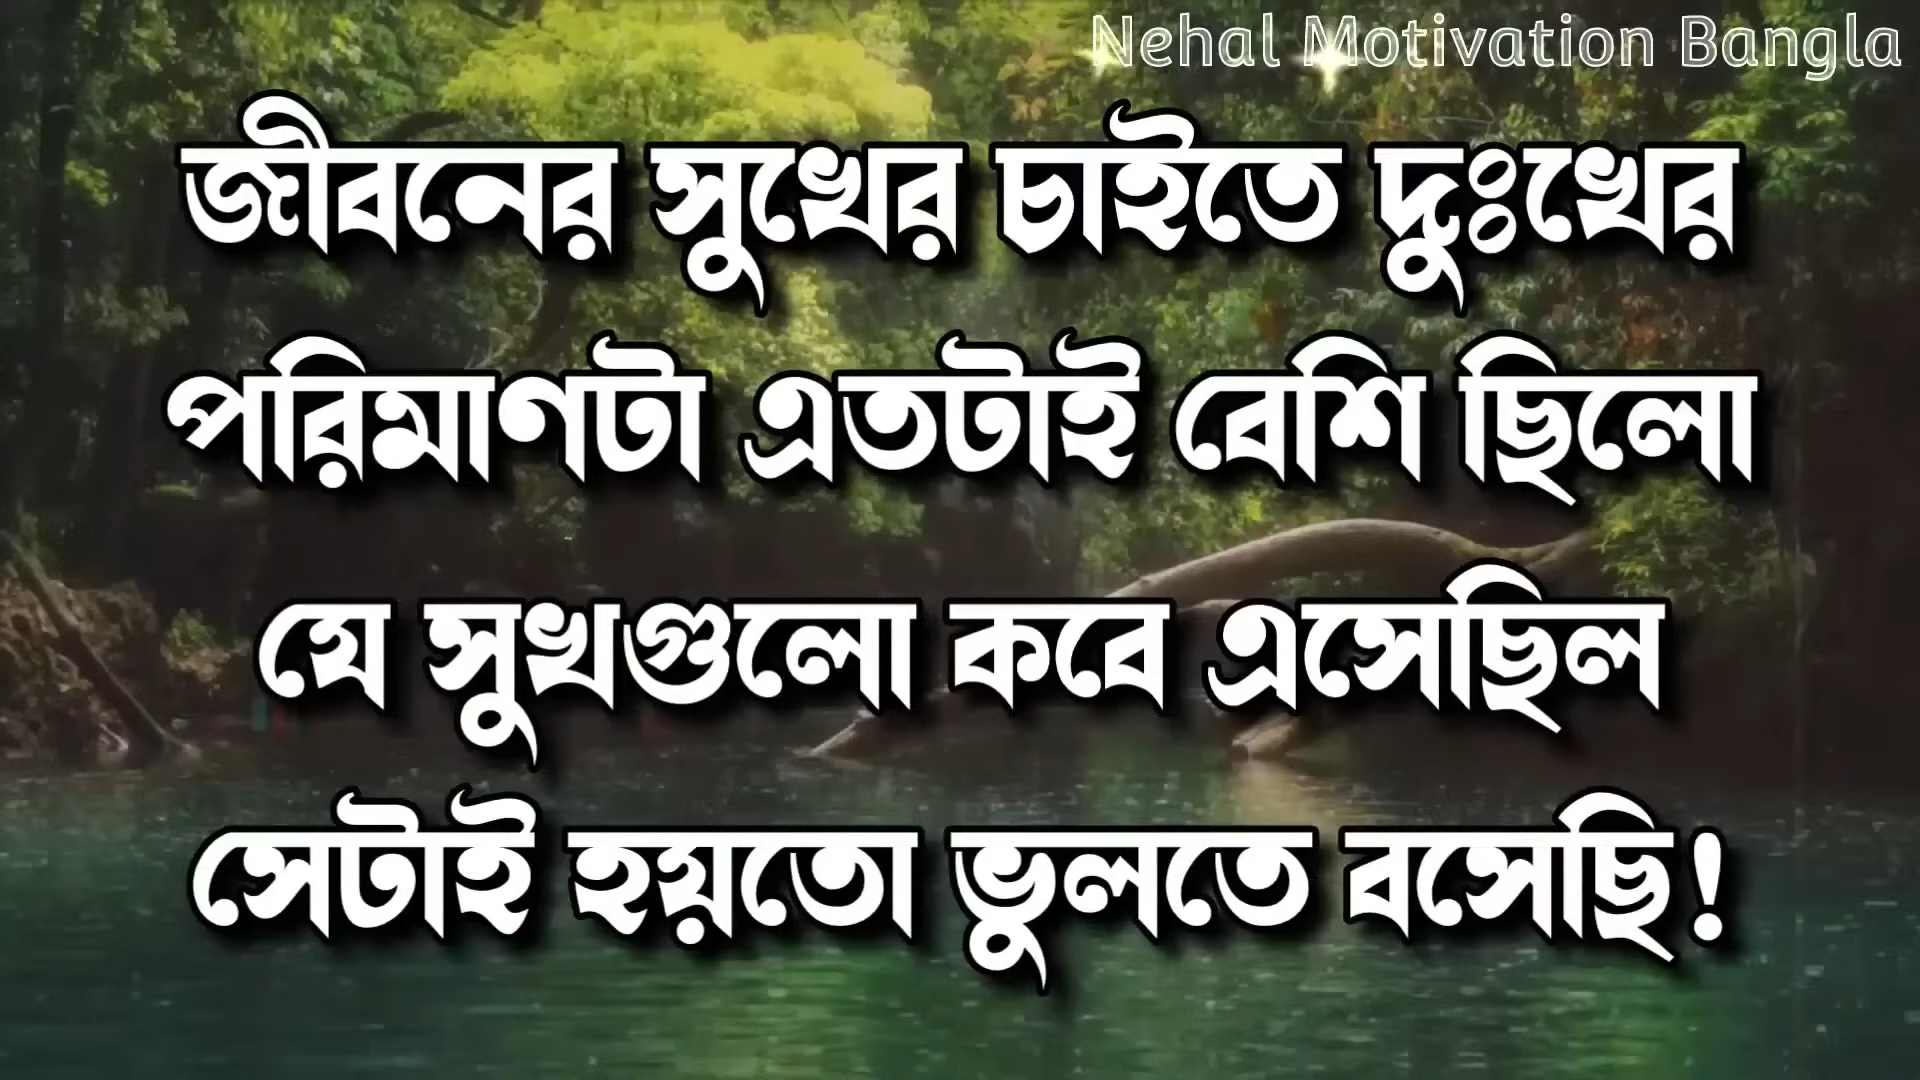 Nehal Motivation Bangla
জীবনের সুখের চাইতে দুঃখের
পরিমাণটা এতটাই বেশি ছিলো
যে সুখগুলো কবে এসেছিল
সেটাই হয়তো ভুলতে বসেছি!